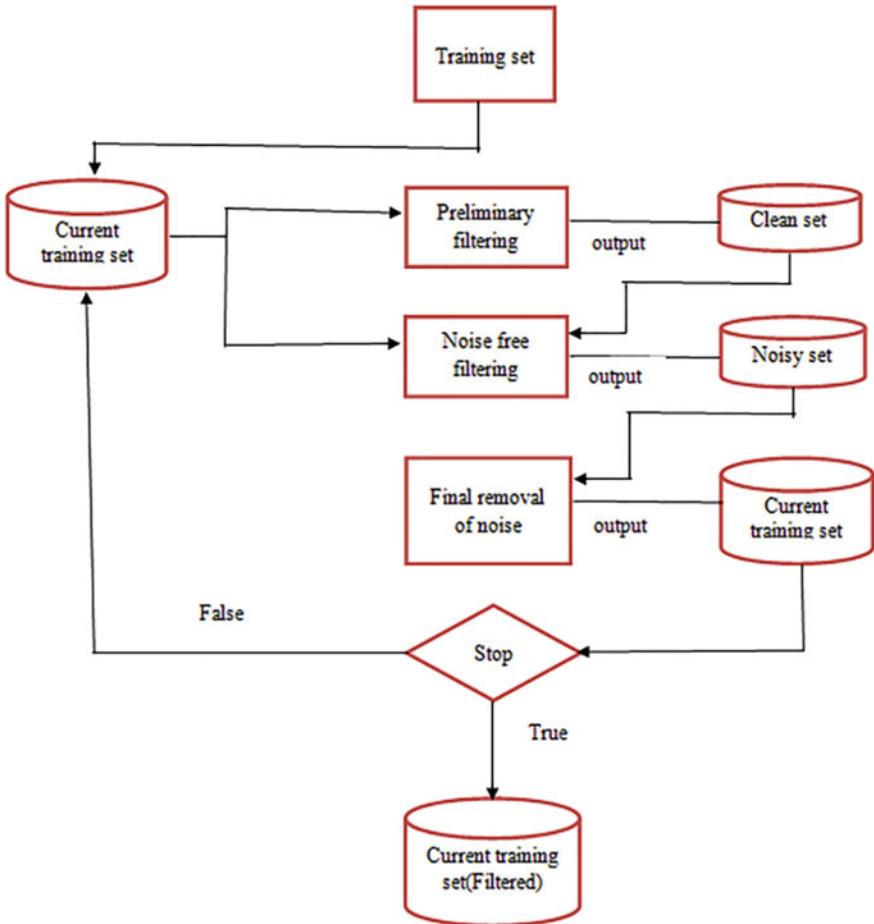 Training set
Current
training set
Preliminary
filtering
output
Clean set
Noise free
filtering
output
Noisy set
Final removal
of noise
output
Current
training set
False
Stop
True
Current training
set(Filtered)